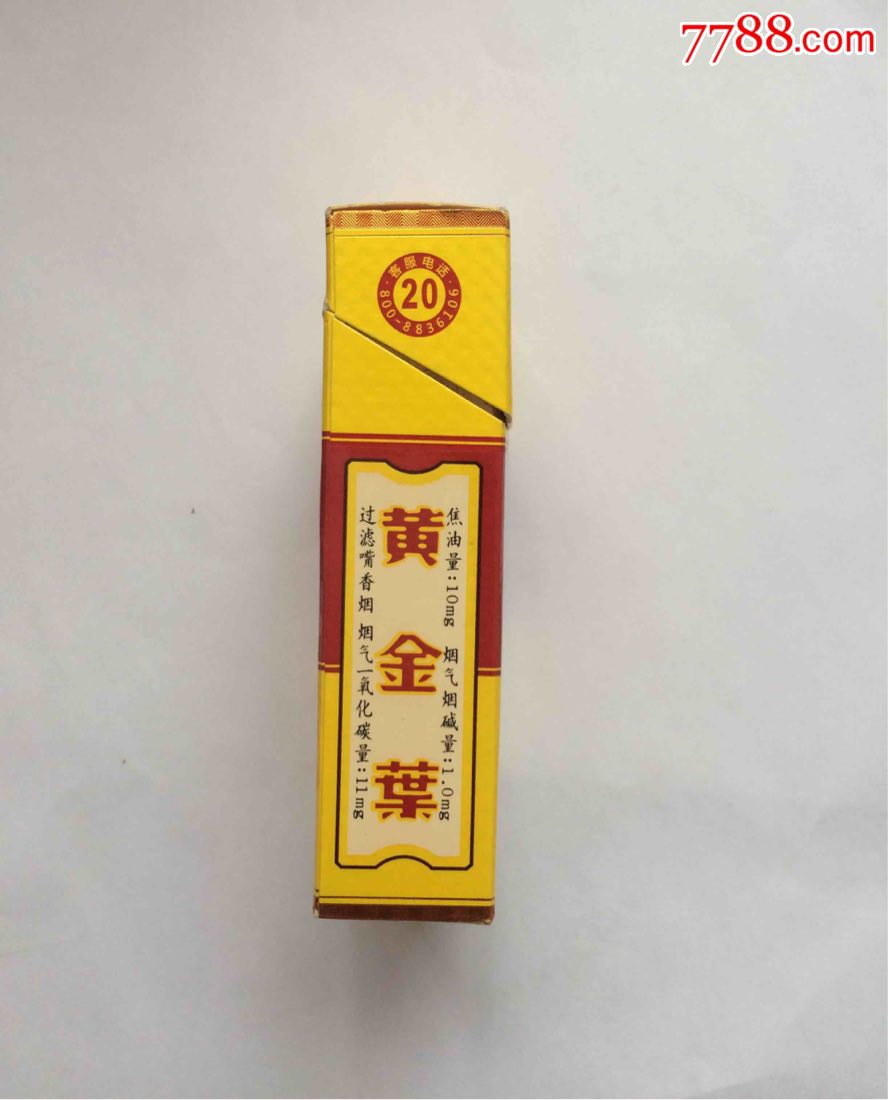 7788.com
客服电话
20
·800-8836106·
焦油量:10mg 烟气烟碱量:1.0mg
黄金葉
过滤嘴香烟 烟气一氧化碳量:11mg